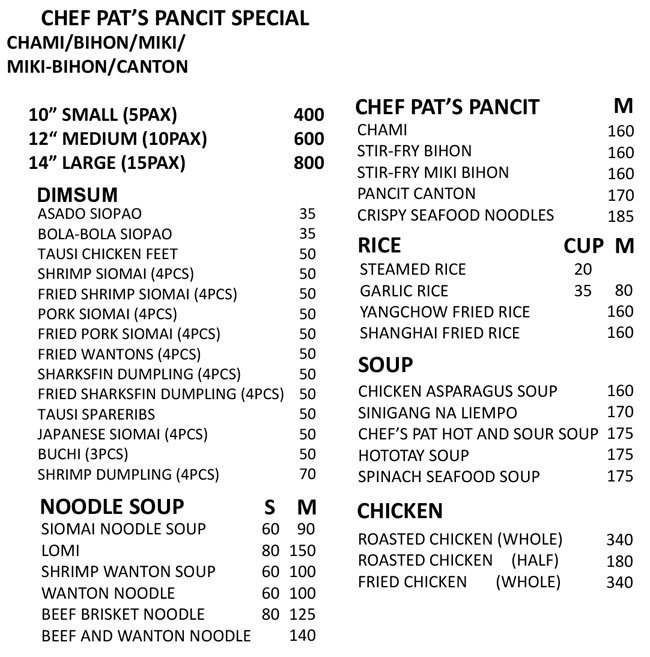 CHEF PAT’S PANCIT SPECIAL
CHAMI/BIHON/MIKI/
MIKI-BIHON/CANTON
10” SMALL (5PAX) 400
12“ MEDIUM (10PAX) 600
14” LARGE (15PAX) 800
DIMSUM
ASADO SIOPAO 35
BOLA-BOLA SIOPAO 35
TAUSI CHICKEN FEET 50
SHRIMP SIOMAI (4PCS) 50
FRIED SHRIMP SIOMAI (4PCS) 50
PORK SIOMAI (4PCS) 50
FRIED PORK SIOMAI (4PCS) 50
FRIED WANTONS (4PCS) 50
SHARKSFIN DUMPLING (4PCS) 50
FRIED SHARKSFIN DUMPLING (4PCS) 50
TAUSI SPARERIBS 50
JAPANESE SIOMAI (4PCS) 50
BUCHI (3PCS) 50
SHRIMP DUMPLING (4PCS) 70
NOODLE SOUP S M
SIOMAI NOODLE SOUP 60 90
LOMI 80 150
SHRIMP WANTON SOUP 60 100
WANTON NOODLE 60 100
BEEF BRISKET NOODLE 80 125
BEEF AND WANTON NOODLE 140
CHEF PAT’S PANCIT M
CHAMI 160
STIR-FRY BIHON 160
STIR-FRY MIKI BIHON 160
PANCIT CANTON 170
CRISPY SEAFOOD NOODLES 185
RICE CUP M
STEAMED RICE 20
GARLIC RICE 35 80
YANGCHOW FRIED RICE 160
SHANGHAI FRIED RICE 160
SOUP
CHICKEN ASPARAGUS SOUP 160
SINIGANG NA LIEMPO 170
CHEF’S PAT HOT AND SOUR SOUP 175
HOTOTAY SOUP 175
SPINACH SEAFOOD SOUP 175
CHICKEN
ROASTED CHICKEN (WHOLE) 340
ROASTED CHICKEN (HALF) 180
FRIED CHICKEN (WHOLE) 340